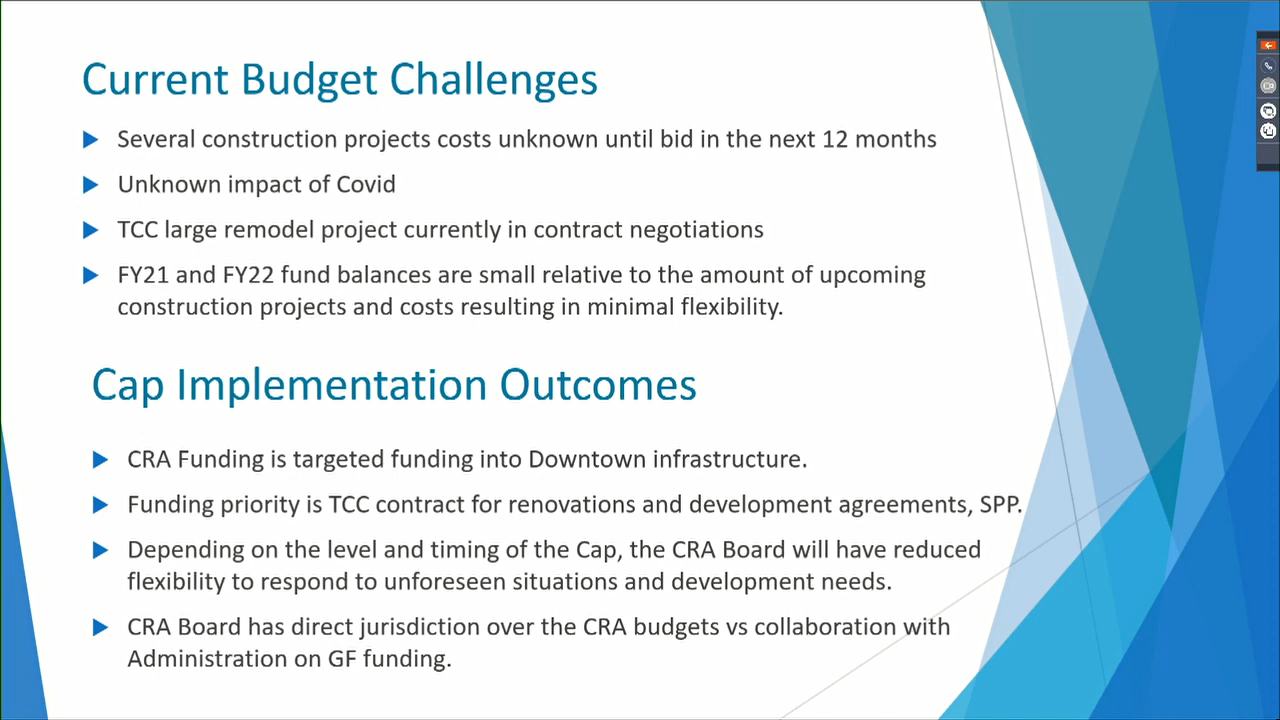 Current Budget Challenges
Several construction projects costs unknown until bid in the next 12 months
Unknown impact of Covid
TCC large remodel project currently in contract negotiations
FY21 and FY22 fund balances are small relative to the amount of upcoming
construction projects and costs resulting in minimal flexibility.
Cap Implementation Outcomes
CRA Funding is targeted funding into Downtown infrastructure.
Funding priority is TCC contract for renovations and development agreements, SPP.
Depending on the level and timing of the Cap, the CRA Board will have reduced
flexibility to respond to unforeseen situations and development needs.
CRA Board has direct jurisdiction over the CRA budgets vs collaboration with
Administration on GF funding.